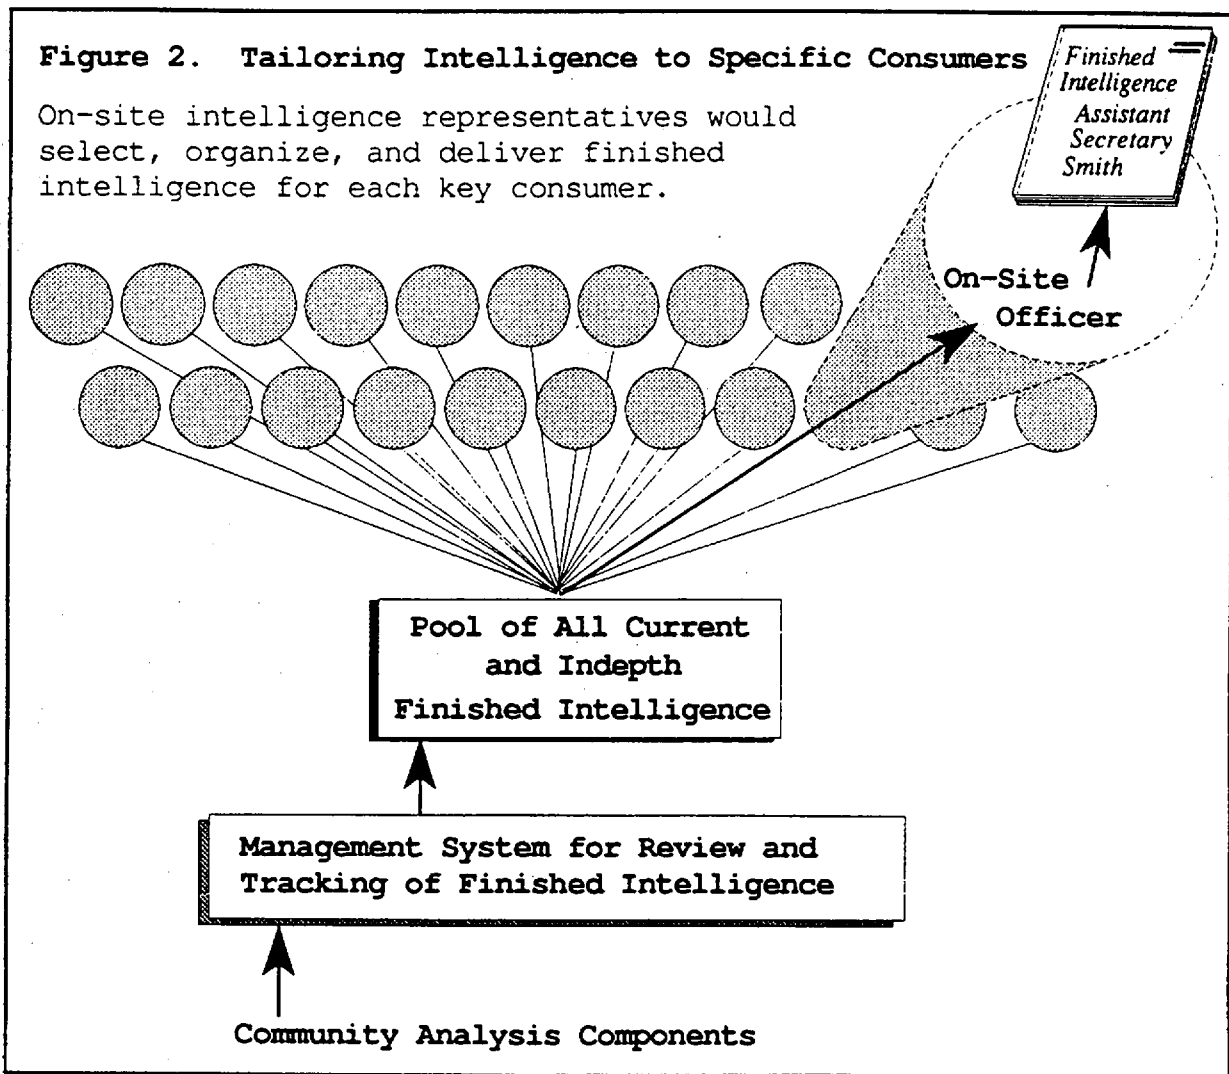 Figure 2. Tailoring Intelligence to Specific Consumers
On-site intelligence representatives would
select, organize, and deliver finished
intelligence for each key consumer.
Finished
Intelligence
Assistant
Secretary
Smith
On-Site
Officer
Pool of All Current
and Indepth
Finished Intelligence
Management System for Review and
Tracking of Finished Intelligence
Community Analysis Components